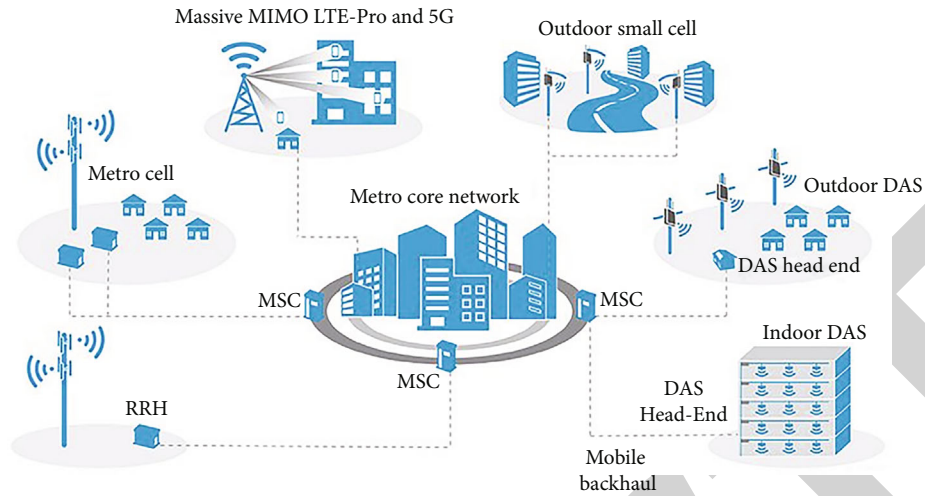 Massive MIMO LTE-Pro and 5G
Outdoor small cell
Metro cell
Metro core network
Outdoor DAS
DAS head end
MSC
MSC
MSC
Indoor DAS
RRH
DAS
Head-End
Mobile
backhaul